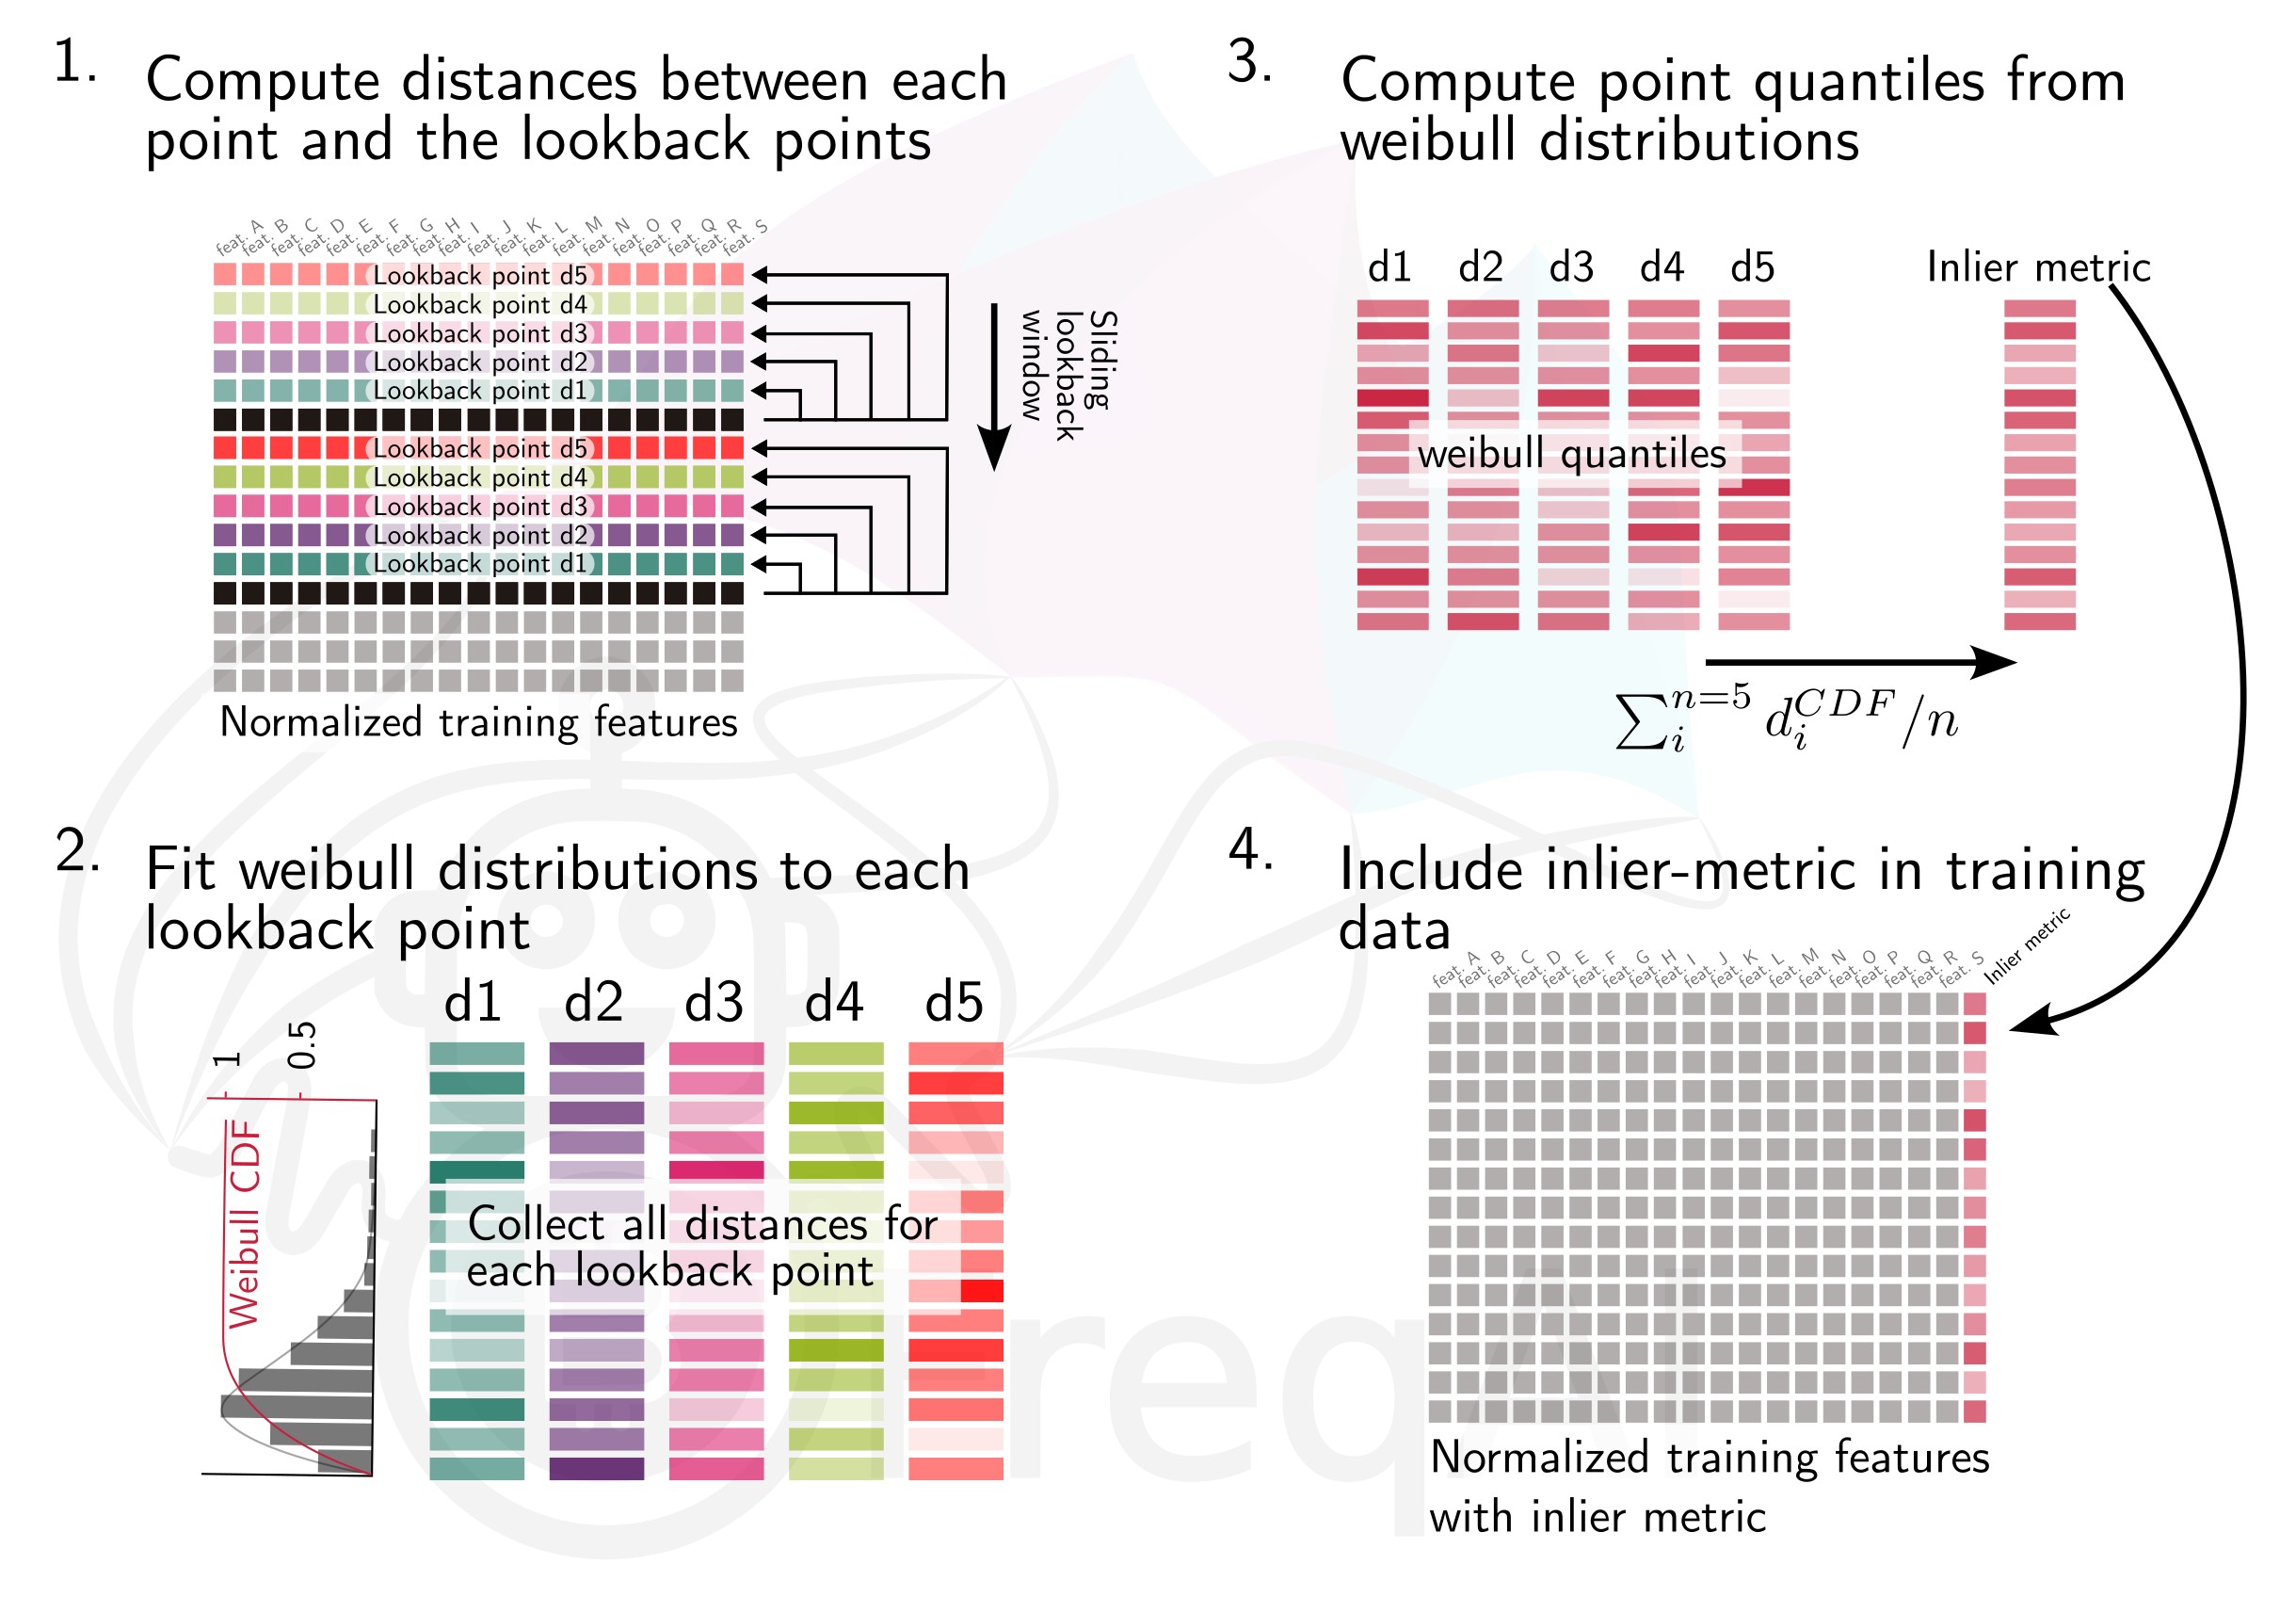 1.
Compute distances between each
point and the lookback points
feat. A
feat. B
feat. C
feat. D
feat. E
feat. F
feat. G
feat. H
feat. I
feat. J
feat. K
feat. L
feat. M
feat. N
feat. O
feat. P
feat. Q
feat. R
feat. S
Lookback point d5
Lookback point d4
Lookback point d3
Lookback point d2
Lookback point d1
Lookback point d5
Lookback point d4
Lookback point d3
Lookback point d2
Lookback point d1
Sliding
lookback
window
Normalized training features
2.
Fit weibull distributions to each
lookback point
d1 d2 d3 d4 d5
1
0.5
Weibull CDF
Collect all distances for
each lookback point
3.
Compute point quantiles from
weibull distributions
d1 d2 d3 d4 d5
Inlier metric
weibull quantiles
∑_i^{n=5} d_i^{CDF}/n
4.
Include inlier-metric in training
data
feat. A
feat. B
feat. C
feat. D
feat. E
feat. F
feat. G
feat. H
feat. I
feat. J
feat. K
feat. L
feat. M
feat. N
feat. O
feat. P
feat. Q
feat. R
feat. S
Inlier metric
Normalized training features
with inlier metric
FreqAI